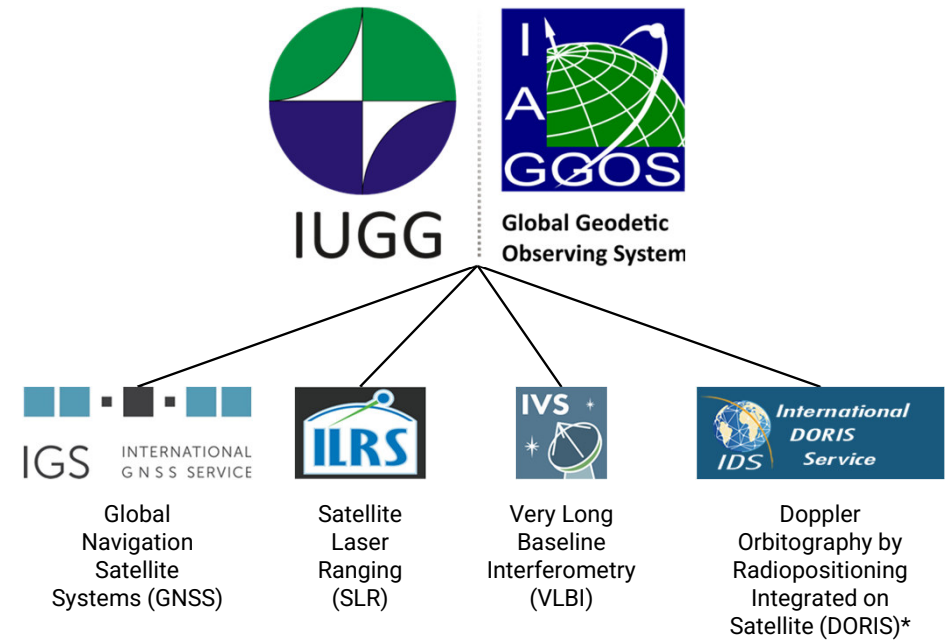 IUGG
I
A
GGOS
Global Geodetic
Observing System
IGS
INTERNATIONAL
GNSS SERVICE
ILRS
IVS
IDS
International
DORIS
Service
Global
Navigation
Satellite
Systems (GNSS)
Satellite
Laser
Ranging
(SLR)
Very Long
Baseline
Interferometry
(VLBI)
Doppler
Orbitography by
Radiopositioning
Integrated on
Satellite (DORIS)*